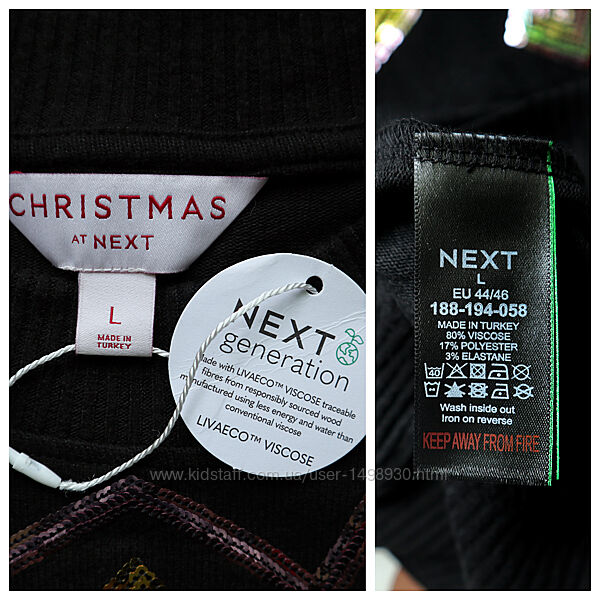 CHRISTMAS
AT NEXT
L
MADE IN
TURKEY
NEXT
generation
Made with LIVAECO™ VISCOSE traceable
fibres from responsibly sourced wood
manufactured using less energy and water than
conventional viscose
LIVAECO™ VISCOSE
NEXT
L
EU 44/46
188-194-058
MADE IN TURKEY
80% VISCOSE
17% POLYESTER
3% ELASTANE
40
Wash inside out
Iron on reverse
KEEP AWAY FROM FIRE
www.kidstaff.com.ua/user-1498930.html